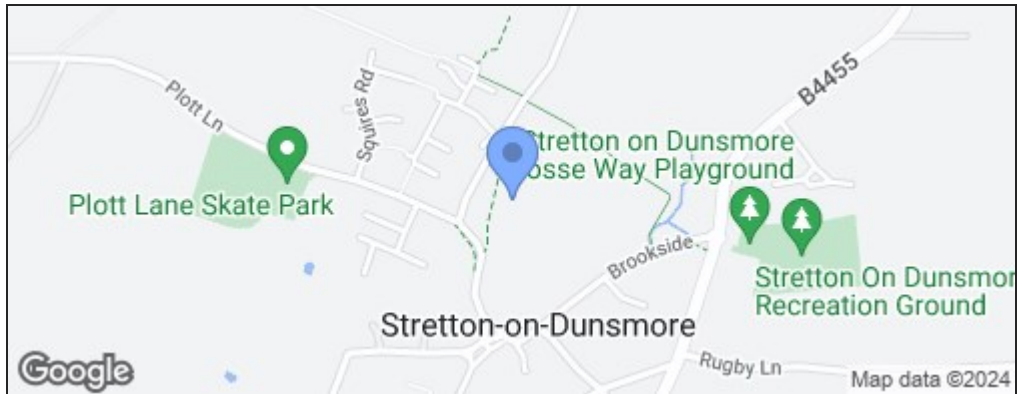 B4455
Plott Ln
Squires Rd
Stretton on Dunsmore
osse Way Playground
Plott Lane Skate Park
Brookside
Stretton On Dunsmor
Recreation Ground
Stretton-on-Dunsmore
Rugby Ln
Google
Map data ©2024